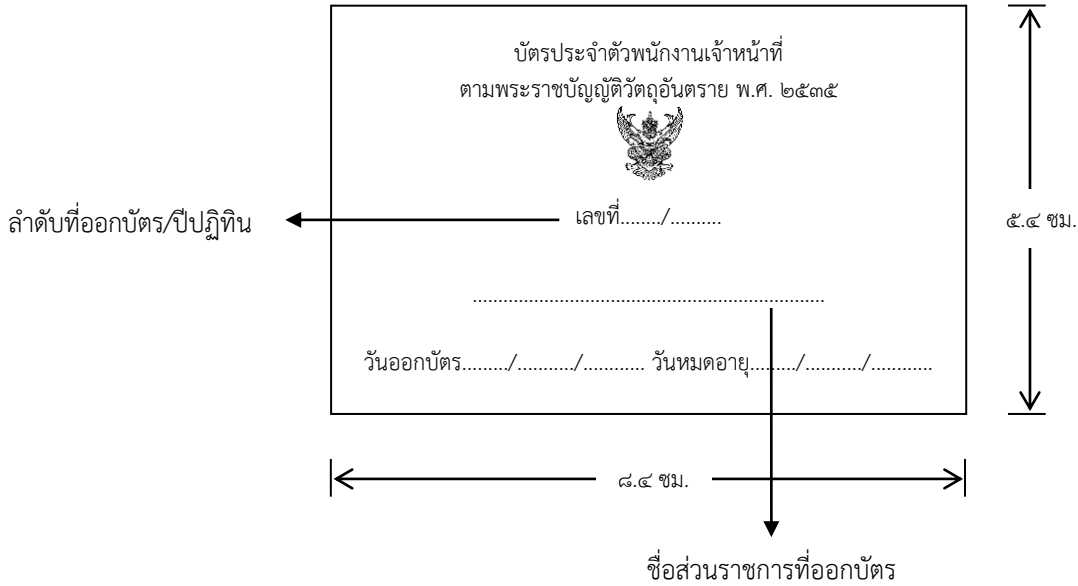 บัตรประจำตัวพนักงานเจ้าหน้าที่
ตามพระราชบัญญัติวัตถุอันตราย พ.ศ. ๒๕๓๕
ลำดับที่ออกบัตร/ปีปฏิทิน
เลขที่......../..........
๕.๔ ซม.
.....................................................................
วันออกบัตร........./.........../............ วันหมดอายุ........./.........../............
๘.๔ ซม.
ชื่อส่วนราชการที่ออกบัตร